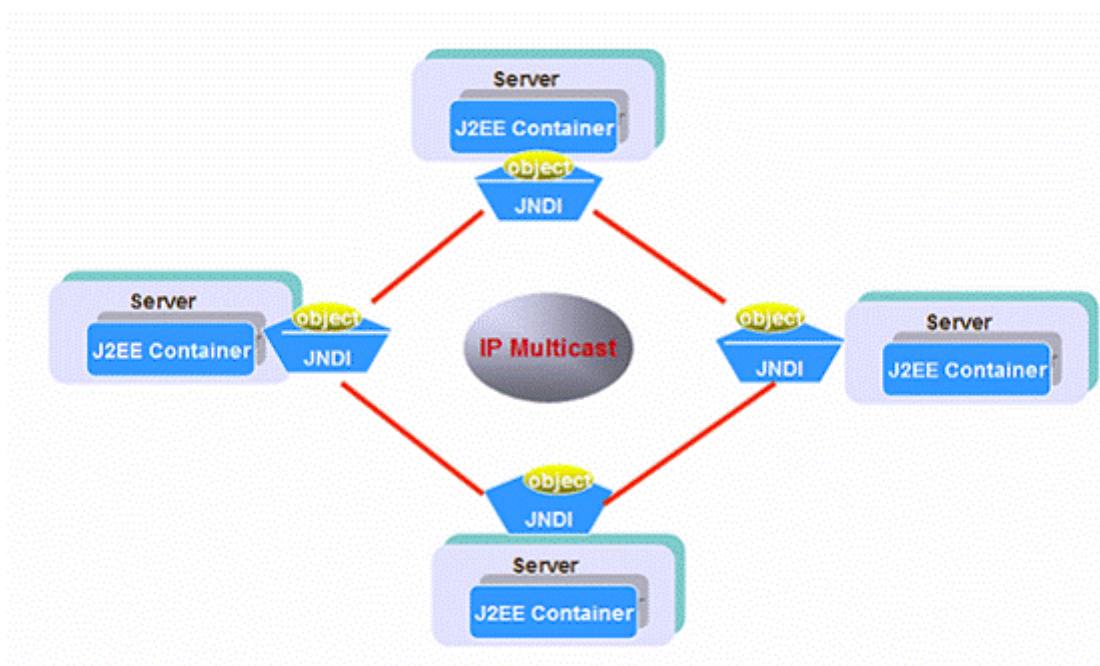 Server
J2EE Container
object
JNDI
Server
J2EE Container
object
JNDI
IP Multicast
object
JNDI
Server
J2EE Container
object
JNDI
Server
J2EE Container